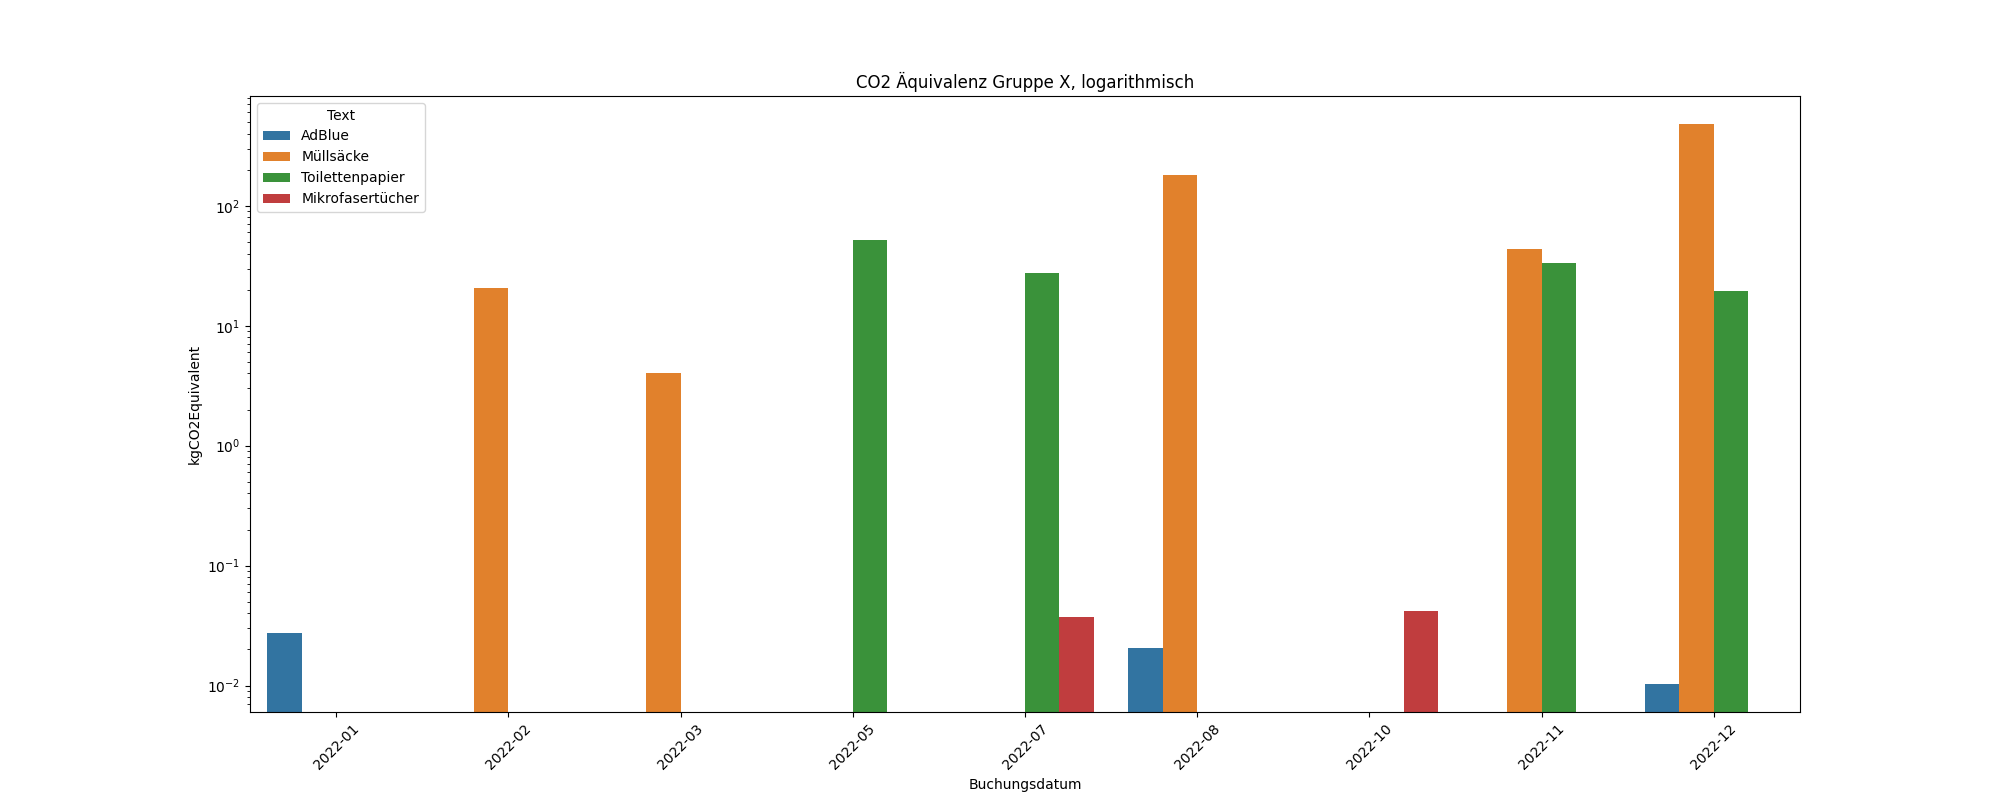 CO2 Äquivalenz Gruppe X, logarithmisch
Text
AdBlue
Müllsäcke
Toilettenpapier
Mikrofasertücher
kgCO2Equivalent
10²
10¹
10⁰
10⁻¹
10⁻²
2022-01
2022-02
2022-03
2022-05
2022-07
2022-08
2022-10
2022-11
2022-12
Buchungsdatum